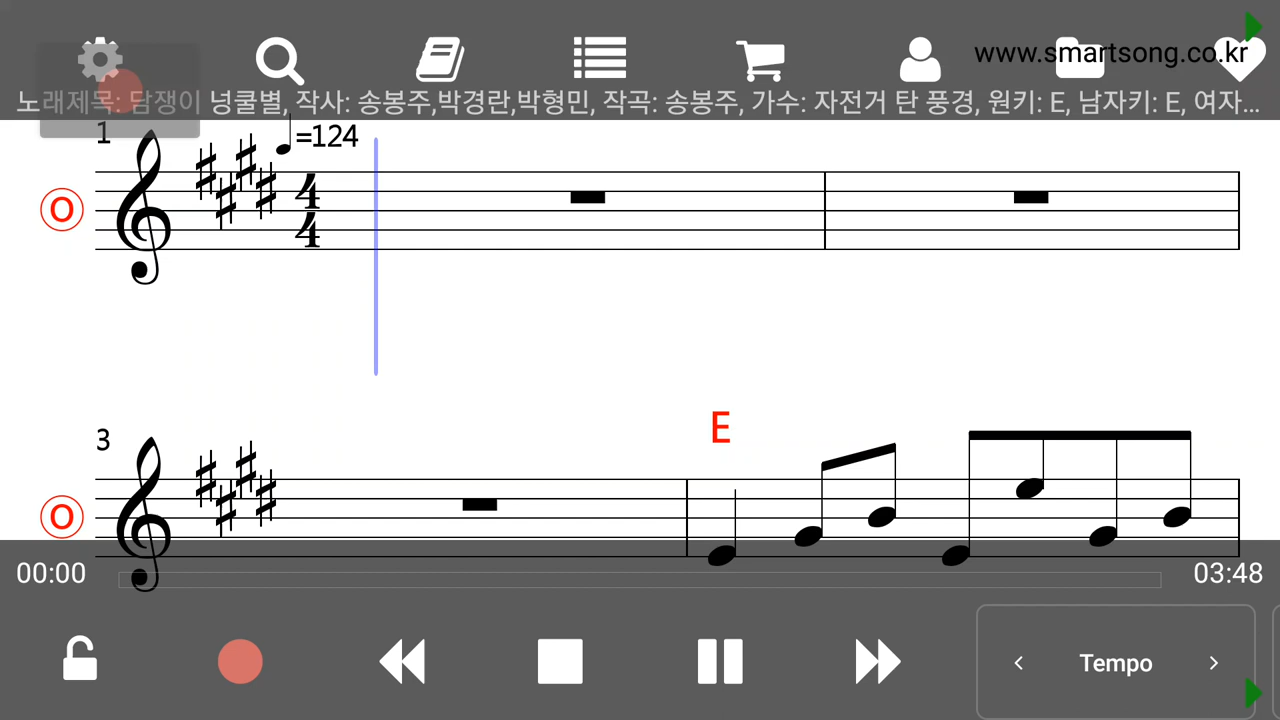 www.smartsong.co.kr
노래제목: 담쟁이 넝쿨별, 작사: 송봉주,박경란,박형민, 작곡: 송봉주, 가수: 자전거 탄 풍경, 원키: E, 남자키: E, 여자...
1
=124
4
4
O
3
E
O
00:00
03:48
Tempo